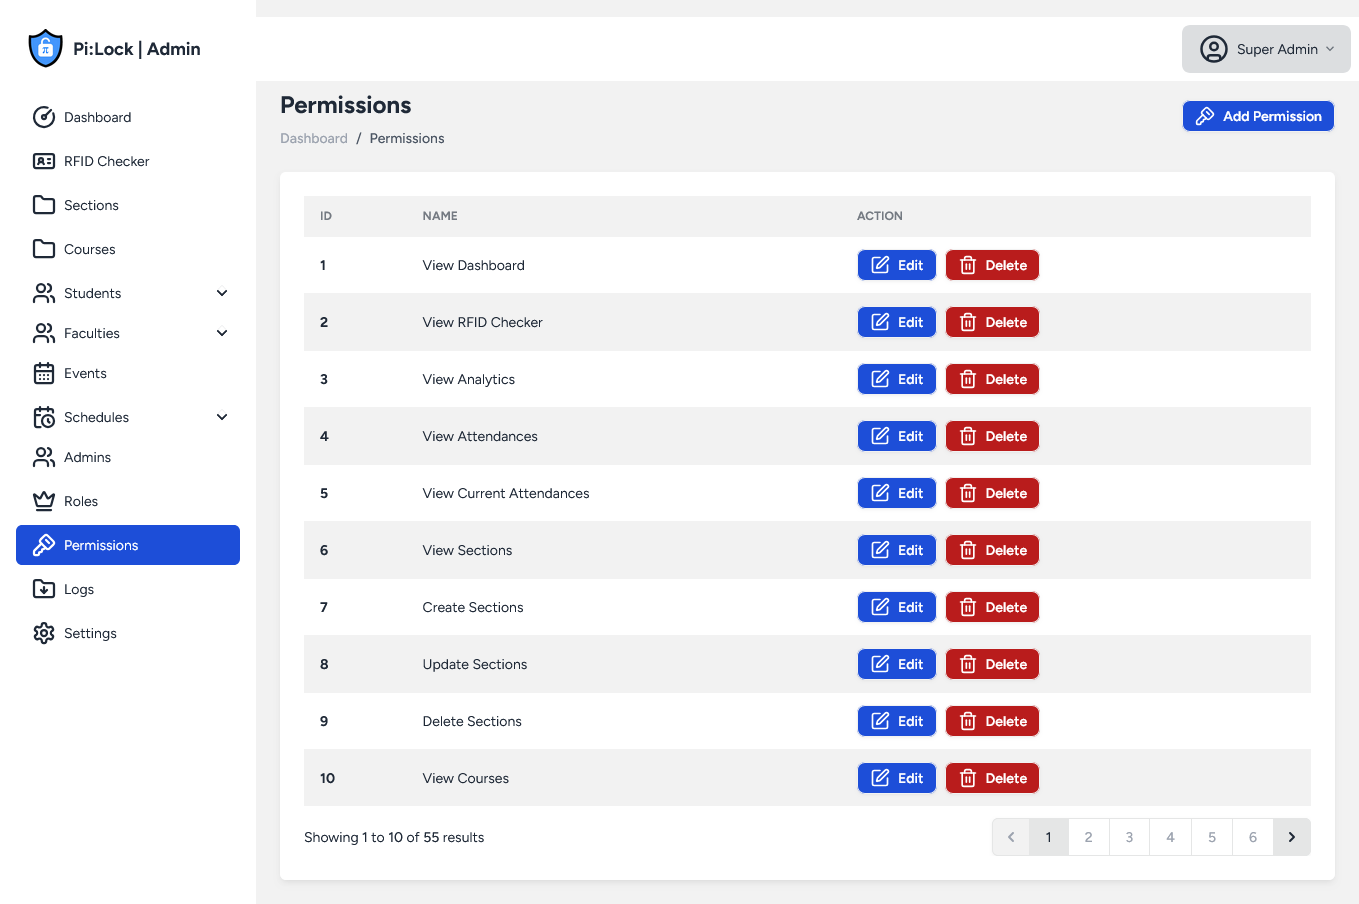 Pi:Lock | Admin
Super Admin
Dashboard
RFID Checker
Sections
Courses
Students
Faculties
Events
Schedules
Admins
Roles
Permissions
Logs
Settings
Permissions
Dashboard / Permissions
Add Permission
ID NAME ACTION
1 View Dashboard Edit Delete
2 View RFID Checker Edit Delete
3 View Analytics Edit Delete
4 View Attendances Edit Delete
5 View Current Attendances Edit Delete
6 View Sections Edit Delete
7 Create Sections Edit Delete
8 Update Sections Edit Delete
9 Delete Sections Edit Delete
10 View Courses Edit Delete
Showing 1 to 10 of 55 results
1 2 3 4 5 6